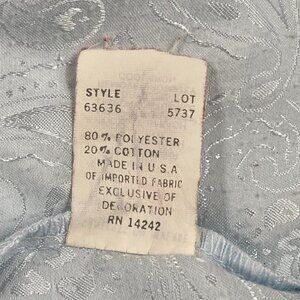 STYLE LOT
63636 5737
80% POLYESTER
20% COTTON
MADE IN U.S.A
OF IMPORTED FABRIC
EXCLUSIVE OF
DECORATION
RN 14242